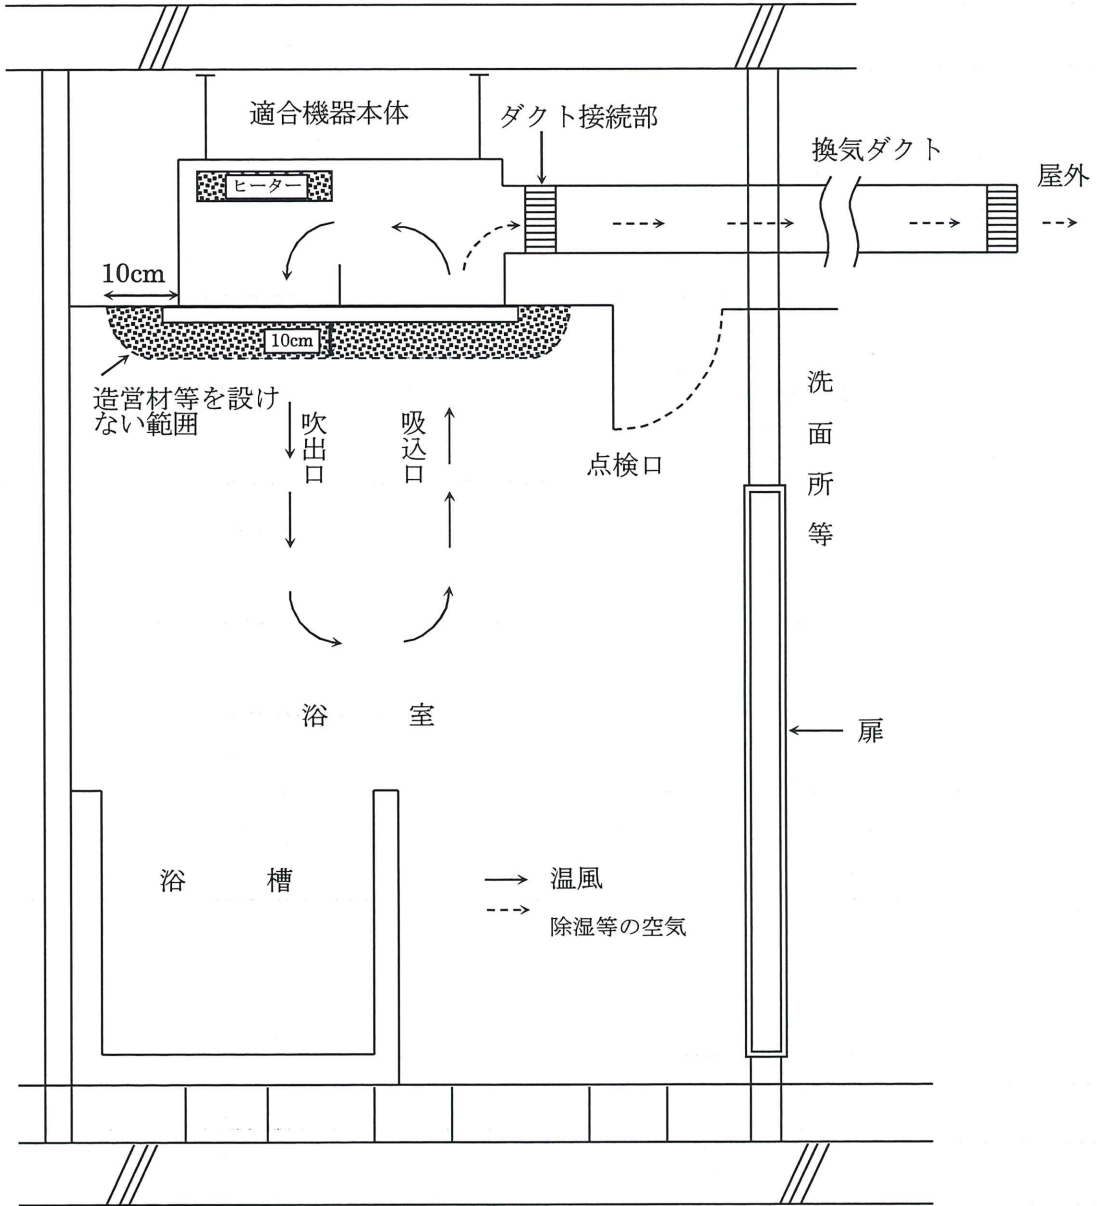 適合機器本体
ダクト接続部
換気ダクト
屋外
ヒーター
10cm
10cm
造営材等を設け
ない範囲
吹出口
吸込口
点検口
洗面所等
浴室
扉
浴槽
温風
除湿等の空気